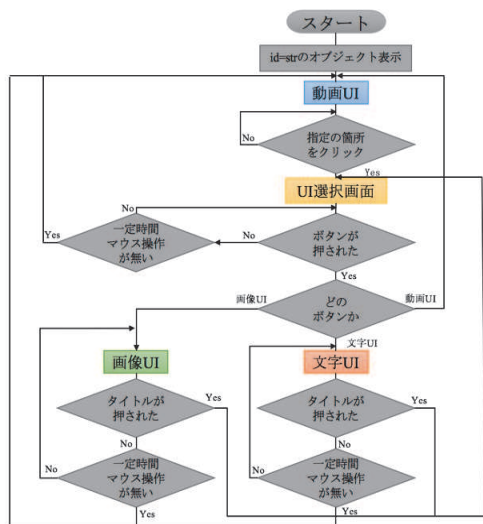 スタート
id=strのオブジェクト表示
動画UI
指定の箇所
をクリック
No
Yes
UI選択画面
No
一定時間
マウス操作
が無い
Yes
No
ボタンが
押された
Yes
画像UI
どの
ボタンか
動画UI
文字UI
画像UI
文字UI
タイトルが
押された
Yes
No
タイトルが
押された
Yes
No
一定時間
マウス操作
が無い
No
Yes
一定時間
マウス操作
が無い
No
Yes